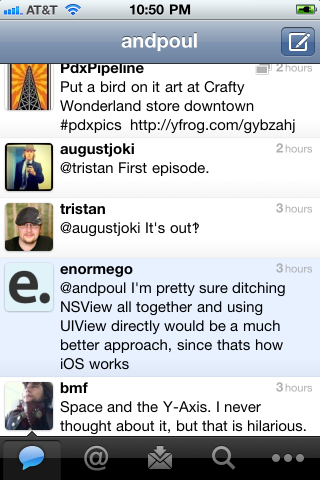 AT&T 10:50 PM
andpoul
PdxPipeline 2 hours
Put a bird on it art at Crafty
Wonderland store downtown
#pdxpics http://yfrog.com/gybzahj
augustjoki 2 hours
@tristan First episode.
tristan 3 hours
@augustjoki It's out‽
e.
enormego 3 hours
@andpoul I'm pretty sure ditching
NSView all together and using
UIView directly would be a much
better approach, since thats how
iOS works
bmf 3 hours
Space and the Y-Axis. I never
thought about it, but that is hilarious.
@